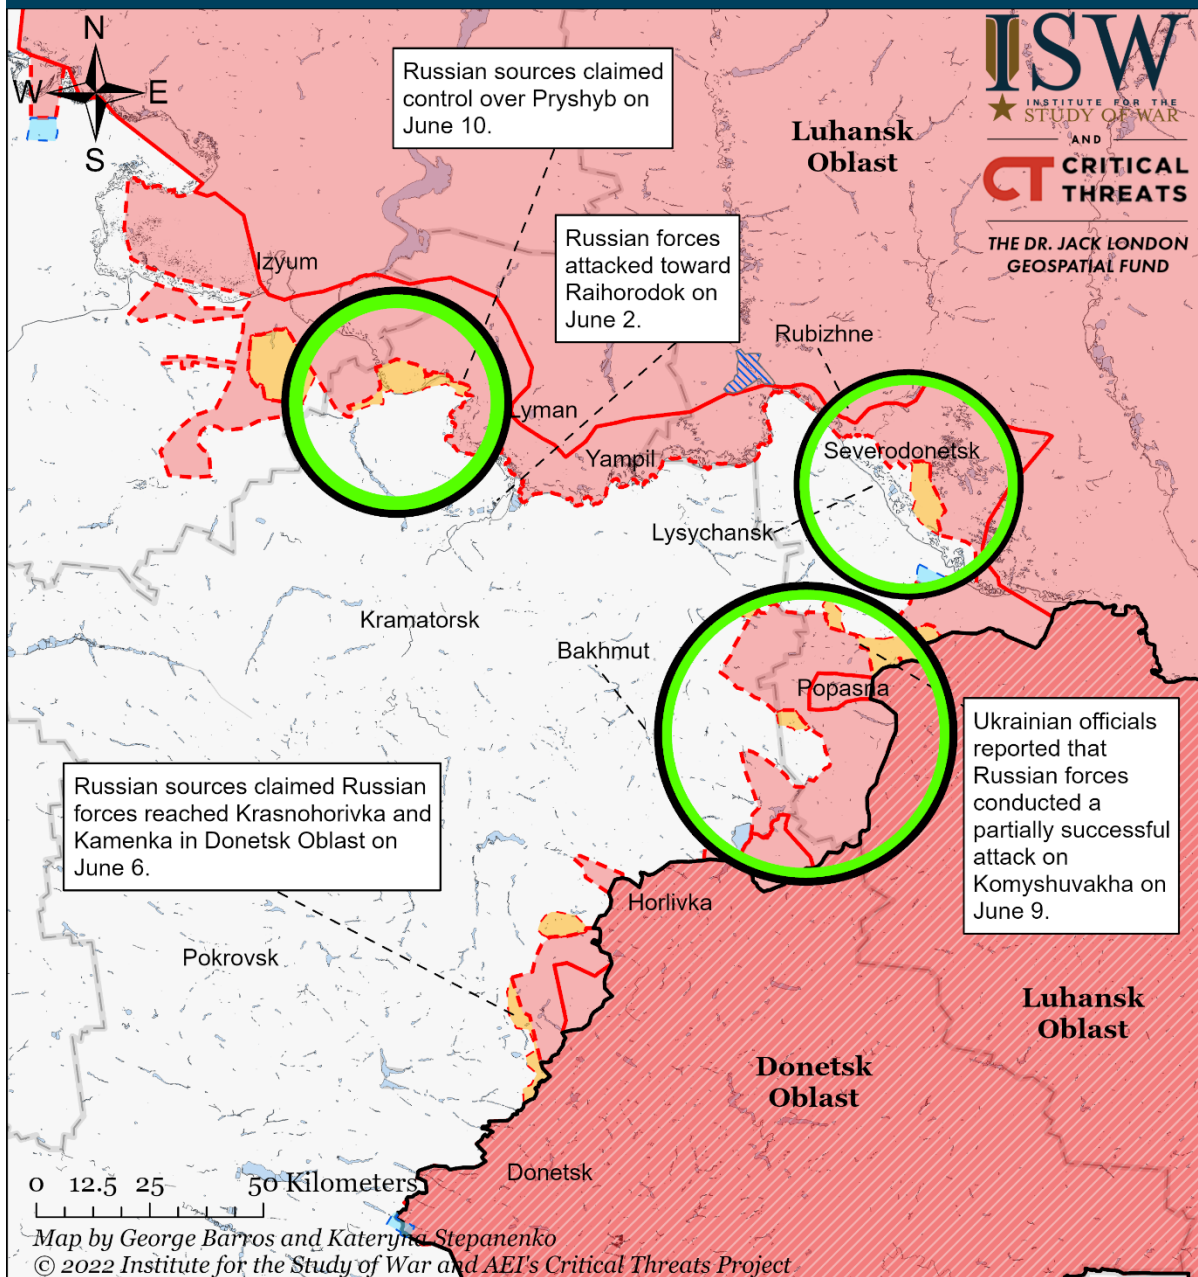 N
W
E
S
Russian sources claimed
control over Pryshyb on
June 10.
ISW
INSTITUTE FOR THE
STUDY OF WAR
AND
CT CRITICAL
THREATS
THE DR. JACK LONDON
GEOSPATIAL FUND
Luhansk
Oblast
Russian forces
attacked toward
Raihorodok on
June 2.
Izyum
Rubizhne
Lyman
Yampil
Severodonetsk
Lysychansk
Kramatorsk
Bakhmut
Popasna
Ukrainian officials
reported that
Russian forces
conducted a
partially successful
attack on
Komyshuvakha on
June 9.
Russian sources claimed Russian
forces reached Krasnohorivka and
Kamenka in Donetsk Oblast on
June 6.
Horlivka
Pokrovsk
Luhansk
Oblast
Donetsk
Oblast
Donetsk
0 12.5 25 50 Kilometers
Map by George Barros and Kateryna Stepanenko
© 2022 Institute for the Study of War and AEI's Critical Threats Project